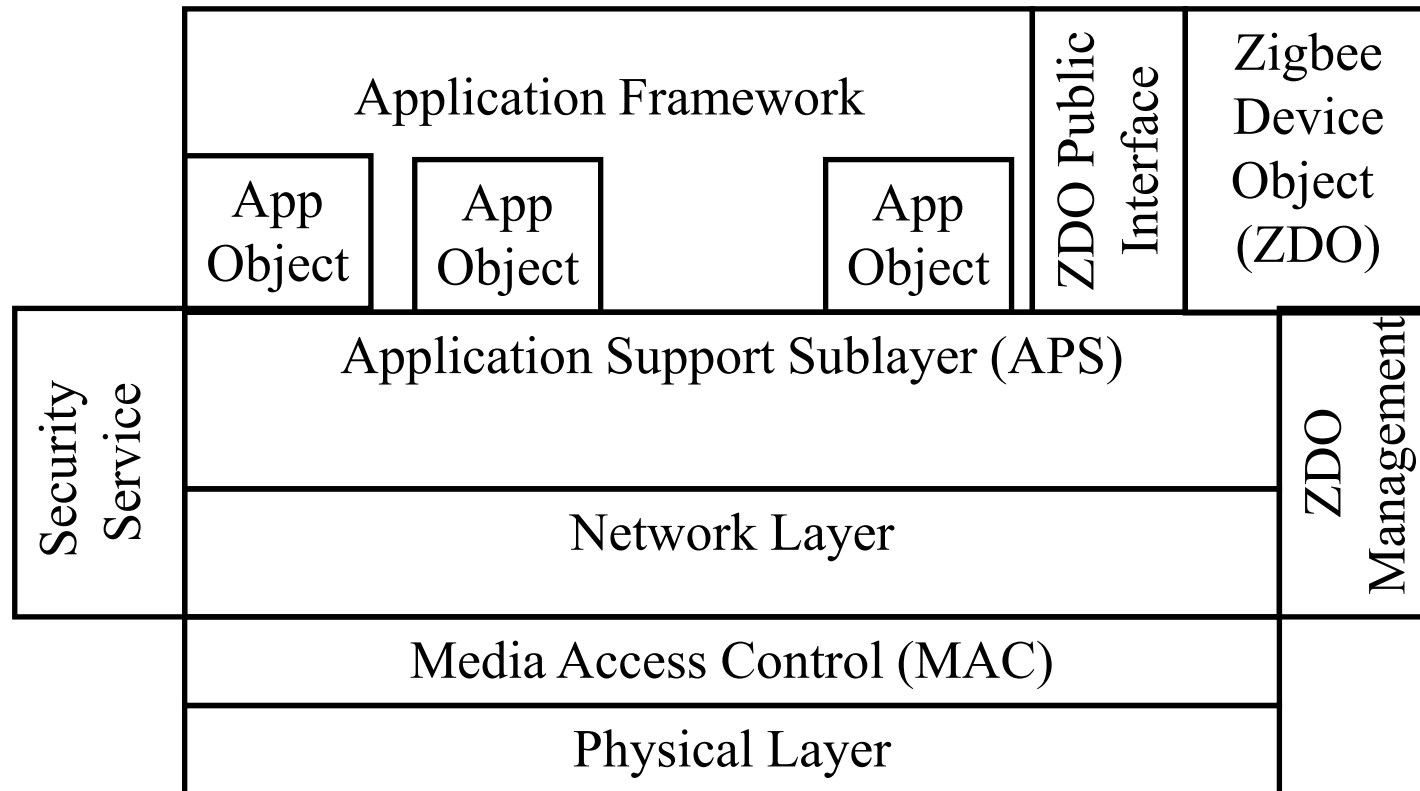 Application Framework
ZDO Public
Interface
Zigbee
Device
Object
(ZDO)
App
Object
App
Object
App
Object
Security
Service
Application Support Sublayer (APS)
ZDO
Management
Network Layer
Media Access Control (MAC)
Physical Layer